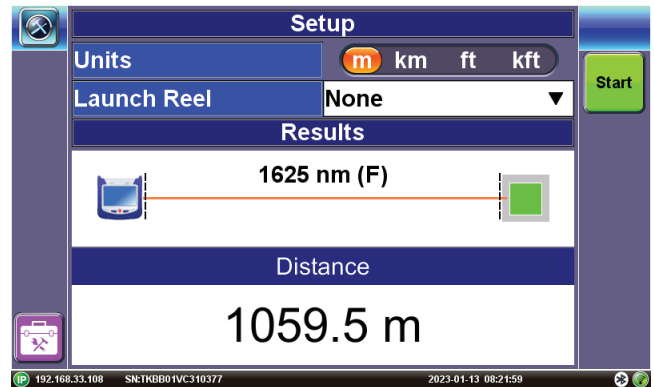 Setup
Units m km ft kft
Launch Reel None ▼
Start
Results
1625 nm (F)
Distance
1059.5 m
IP 192.168.33.108 SN:TKBB01VC310377 2023-01-13 08:21:59